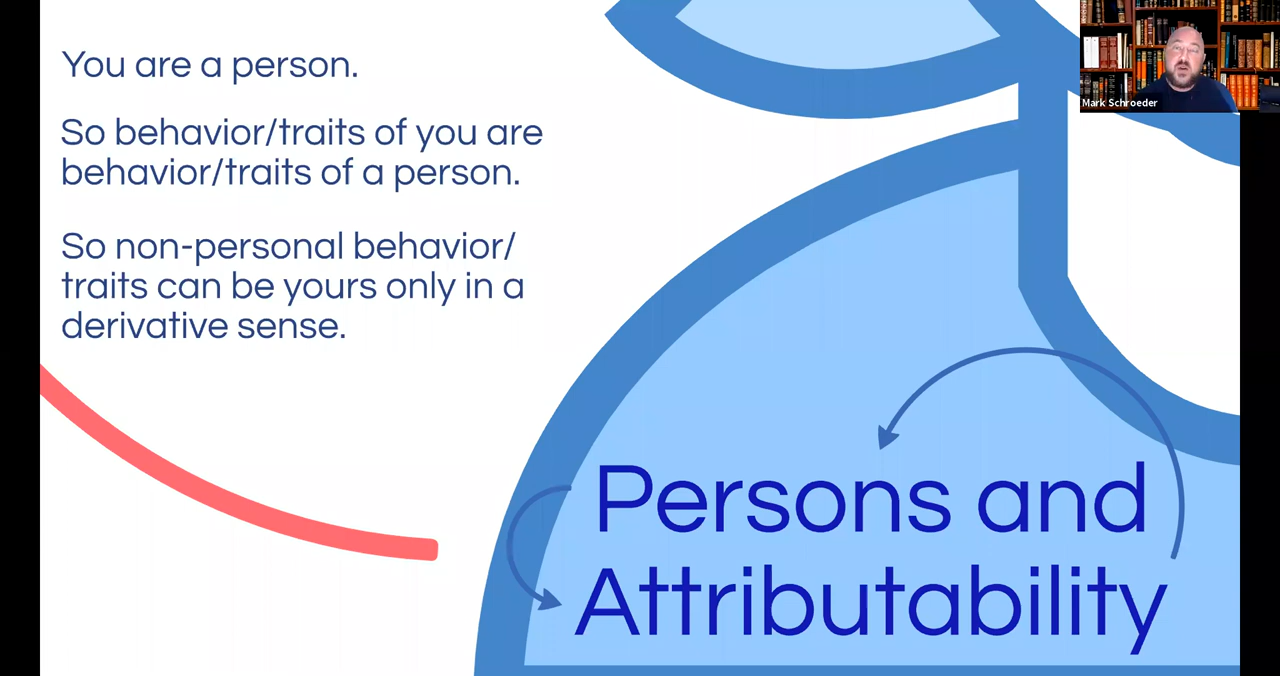 You are a person.
So behavior/traits of you are
behavior/traits of a person.
So non-personal behavior/
traits can be yours only in a
derivative sense.
Persons and
Attributability
Mark Schroeder